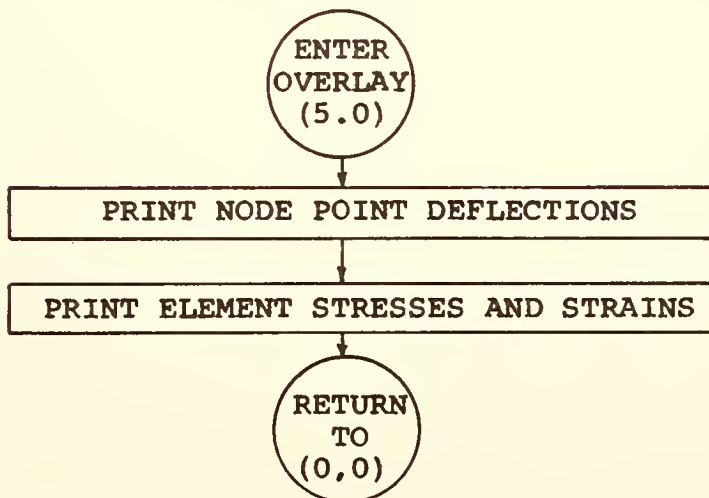 ENTER
OVERLAY
(5.0)
PRINT NODE POINT DEFLECTIONS
PRINT ELEMENT STRESSES AND STRAINS
RETURN
TO
(0,0)